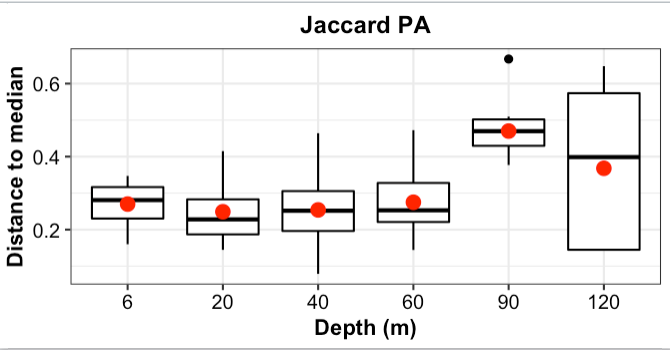 Jaccard PA
Distance to median
0.6
0.4
0.2
6 20 40 60 90 120
Depth (m)